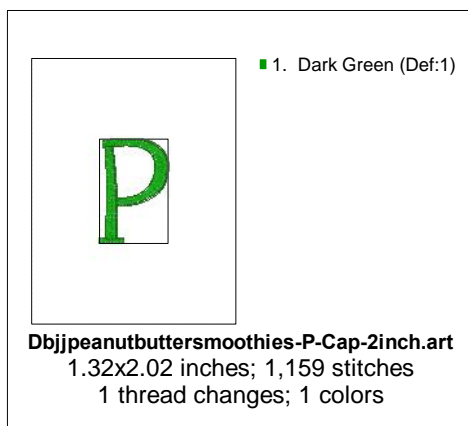 1. Dark Green (Def:1)
P
Dbjjpeanutbuttersmoothies-P-Cap-2inch.art
1.32x2.02 inches; 1,159 stitches
1 thread changes; 1 colors